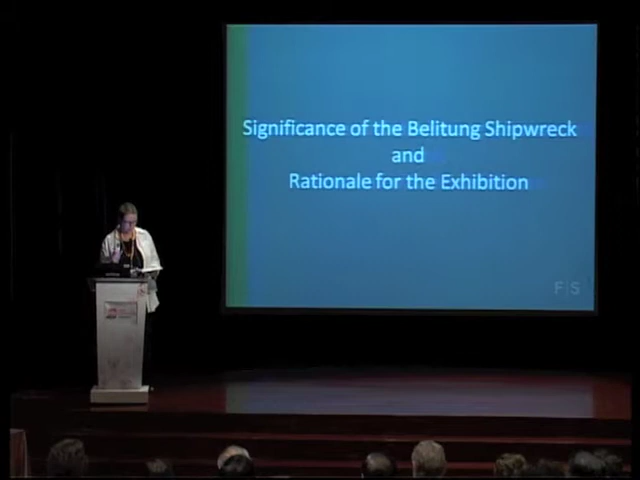 Significance of the Belitung Shipwreck
and
Rationale for the Exhibition
F|S